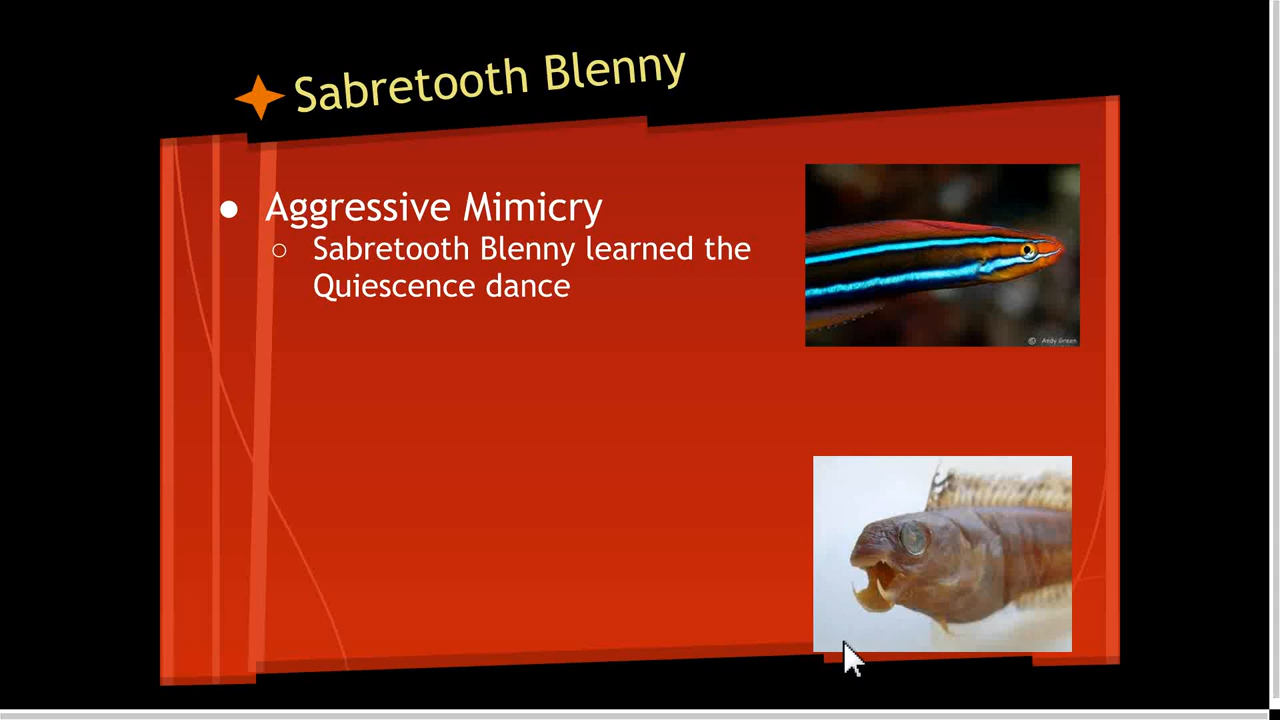 Sabretooth Blenny
Aggressive Mimicry
Sabretooth Blenny learned the
Quiescence dance
© Andy Green